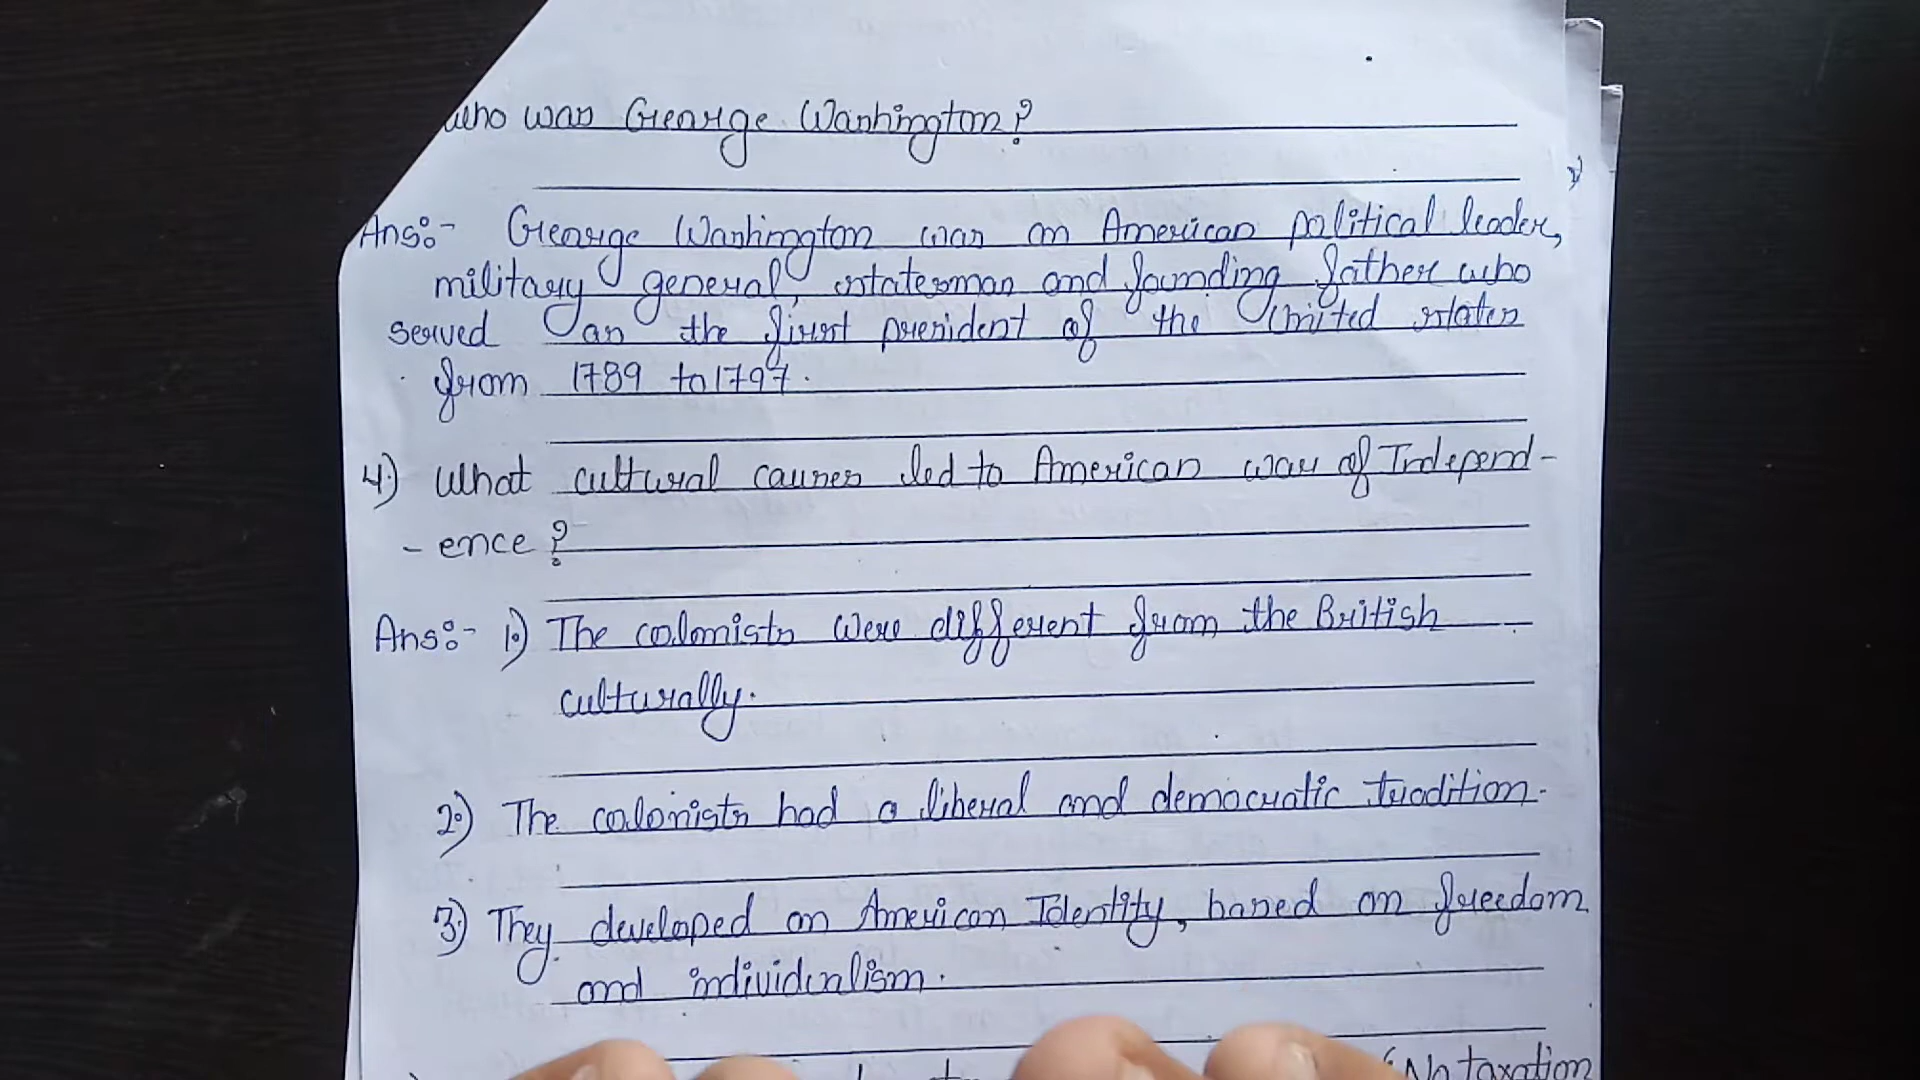 who was George Washington?
Ans:- George Washington was an American political leader,
military general, statesman and founding father who
served as the first president of the United states
from 1789 to 1797.
4.) What cultural causes led to American war of Independ-
- ence?
Ans:- 1.) The colonists were different from the British
culturally.
2.) The colonists had a liberal and democratic tradition.
3.) They developed an American Identity, based on freedom
and individualism.
"No taxation